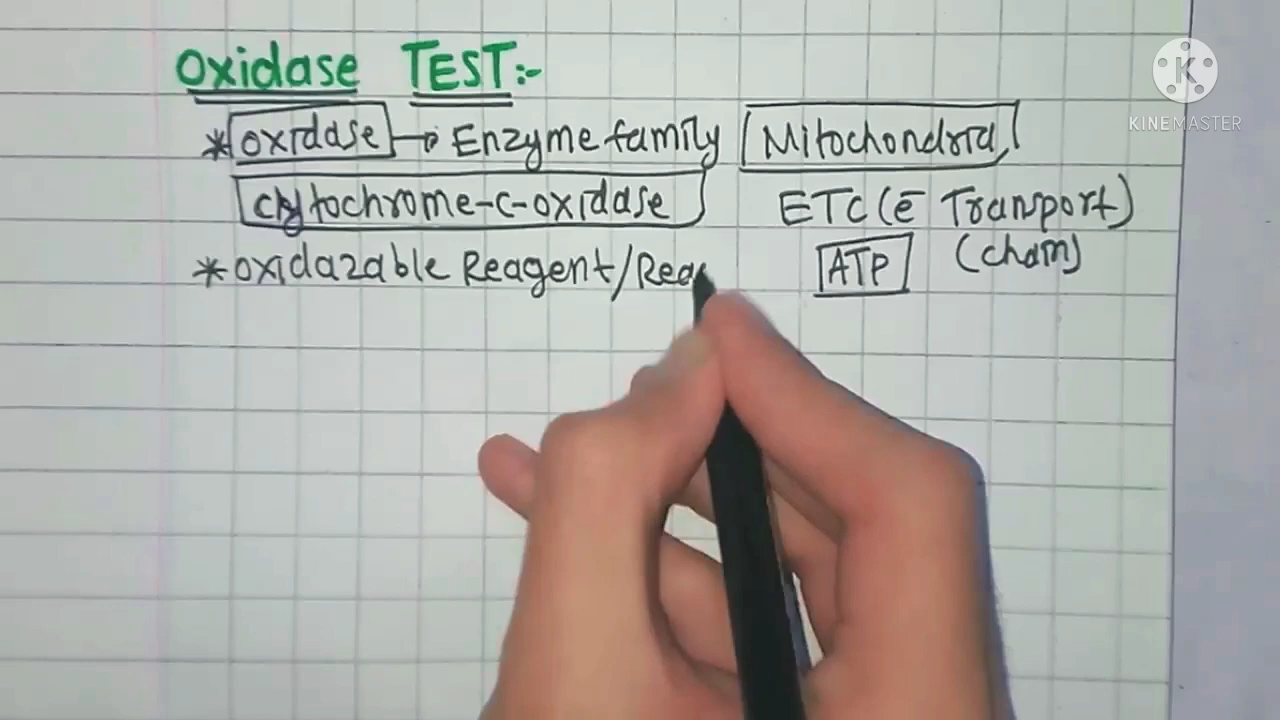 Oxidase TEST:-
*oxidase → Enzyme family Mitochondria,
cytochrome-c-oxidase ETC (e̅ Transport)
(chain)
*oxidazable Reagent/Rea
ATP
K
KINEMASTER